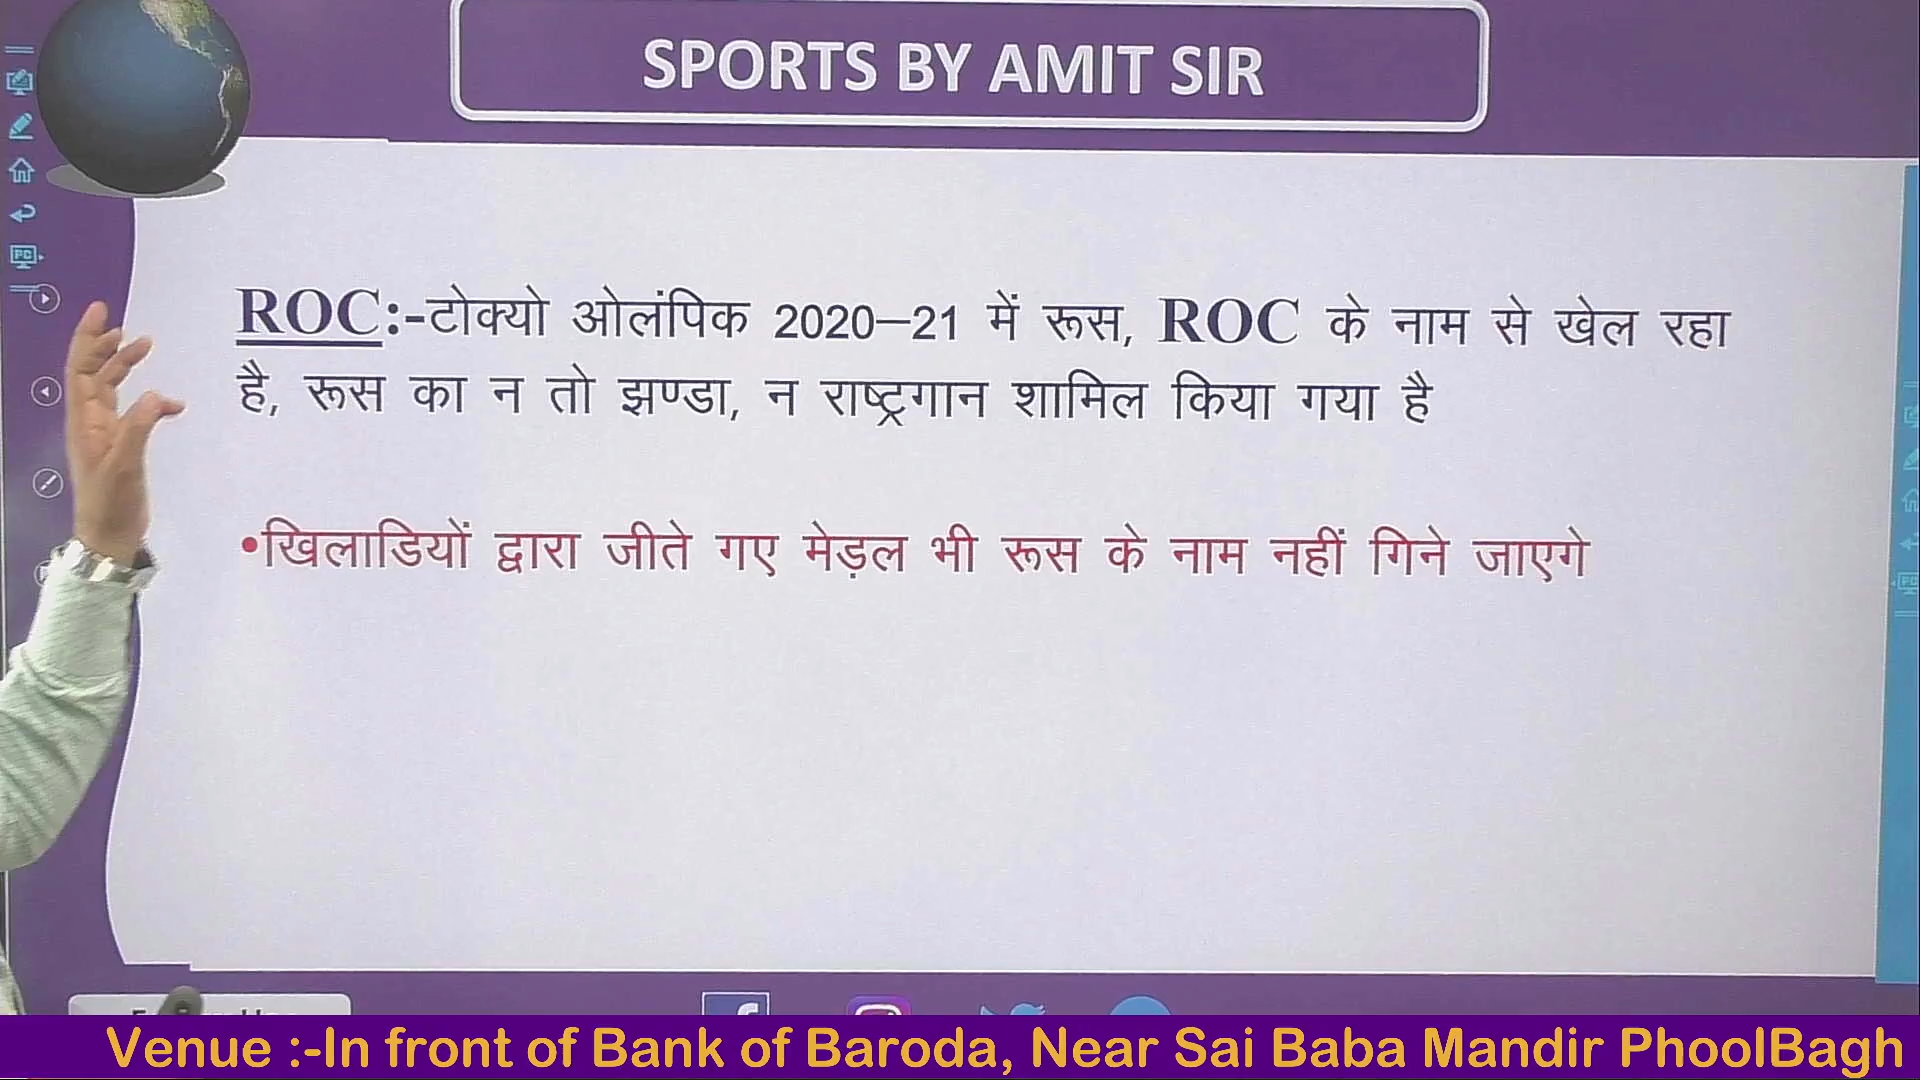 SPORTS BY AMIT SIR
ROC:-टोक्यो ओलंपिक 2020–21 में रूस, ROC के नाम से खेल रहा
है, रूस का न तो झण्डा, न राष्ट्रगान शामिल किया गया है
•खिलाडियों द्वारा जीते गए मेड़ल भी रूस के नाम नहीं गिने जाएगे
Venue :-In front of Bank of Baroda, Near Sai Baba Mandir PhoolBagh